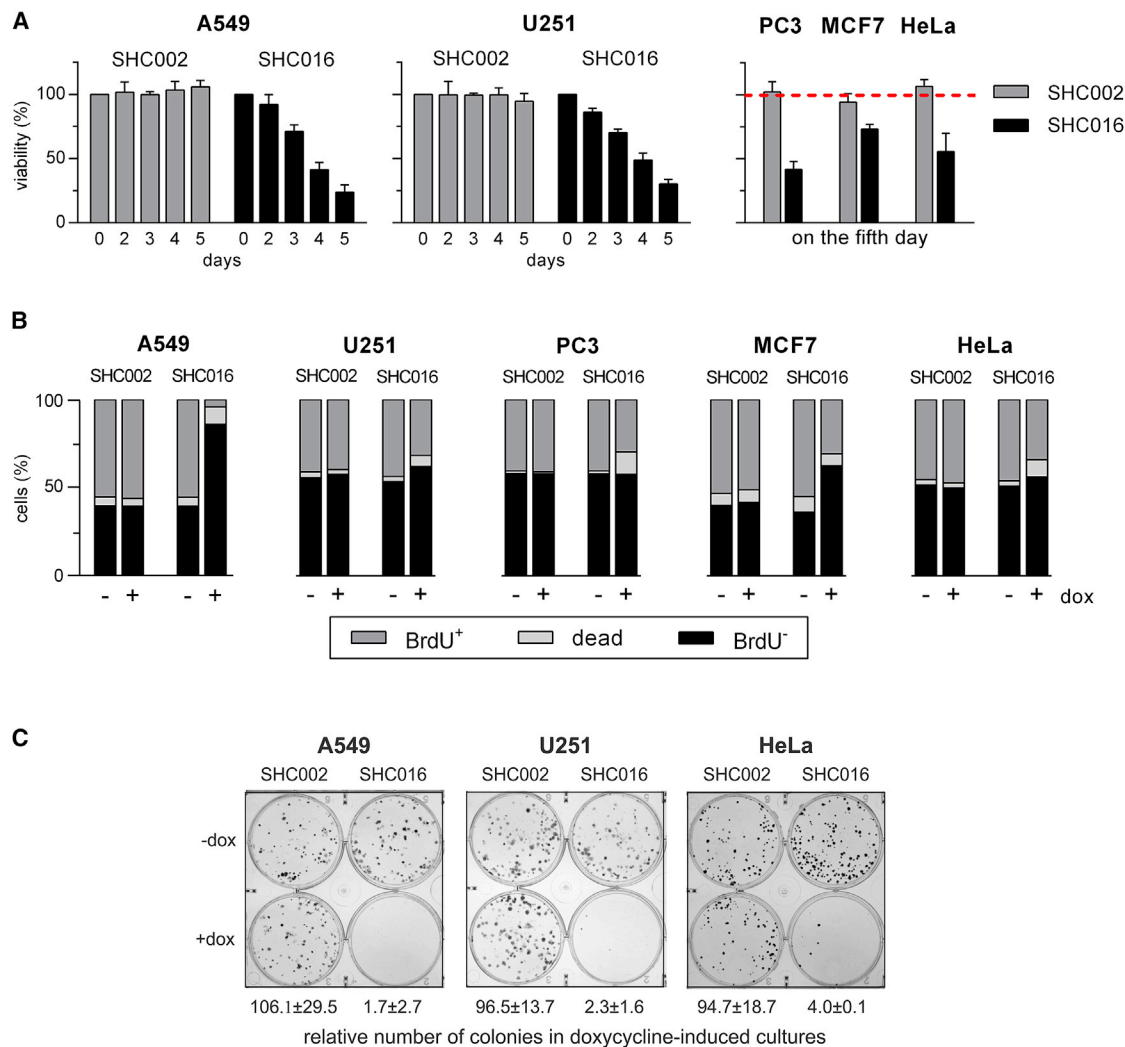 A
A549
U251
PC3 MCF7 HeLa
SHC002 SHC016
SHC002 SHC016
viability (%)
100
50
0
SHC002
SHC016
0 2 3 4 5 0 2 3 4 5
days
0 2 3 4 5 0 2 3 4 5
days
on the fifth day
B
A549
U251
PC3
MCF7
HeLa
SHC002 SHC016
SHC002 SHC016
SHC002 SHC016
SHC002 SHC016
SHC002 SHC016
cells (%)
100
50
0
- + - +
- + - +
- + - +
- + - +
- + - +
dox
BrdU⁺ dead BrdU⁻
C
A549
U251
HeLa
SHC002 SHC016
SHC002 SHC016
SHC002 SHC016
-dox
+dox
106.1±29.5 1.7±2.7
96.5±13.7 2.3±1.6
94.7±18.7 4.0±0.1
relative number of colonies in doxycycline-induced cultures